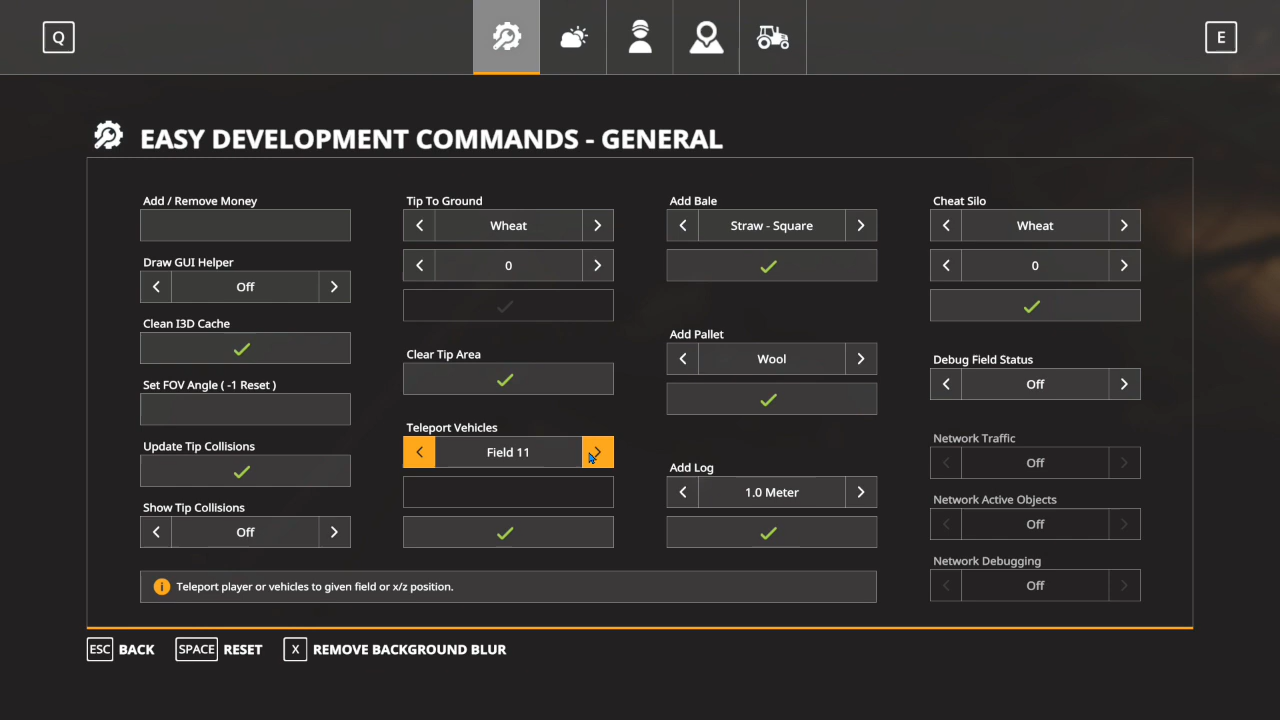 Q
E
EASY DEVELOPMENT COMMANDS - GENERAL
Add / Remove Money
Draw GUI Helper
Off
Clean I3D Cache
Set FOV Angle ( -1 Reset )
Update Tip Collisions
Show Tip Collisions
Off
Tip To Ground
Wheat
0
Clear Tip Area
Teleport Vehicles
Field 11
Add Bale
Straw - Square
Add Pallet
Wool
Add Log
1.0 Meter
Cheat Silo
Wheat
0
Debug Field Status
Off
Network Traffic
Off
Network Active Objects
Off
Network Debugging
Off
Teleport player or vehicles to given field or x/z position.
ESC BACK SPACE RESET X REMOVE BACKGROUND BLUR